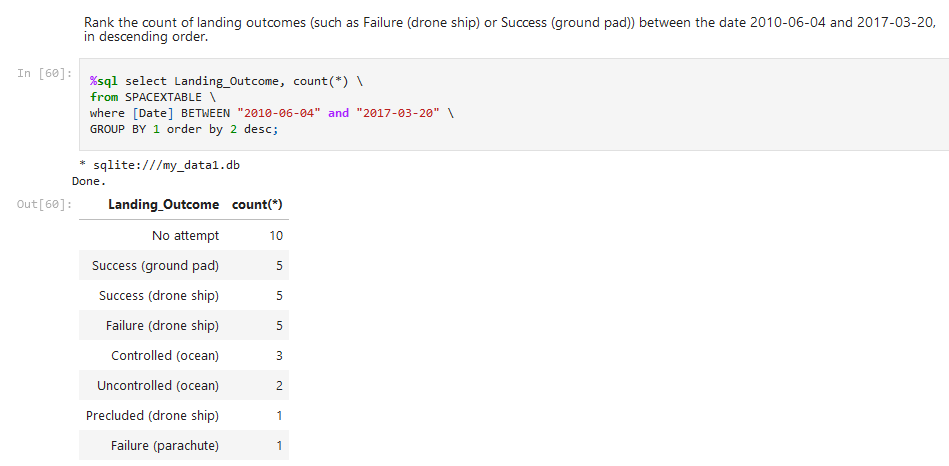 Rank the count of landing outcomes (such as Failure (drone ship) or Success (ground pad)) between the date 2010-06-04 and 2017-03-20,
in descending order.
In [60]: %sql select Landing_Outcome, count(*) \
from SPACEXTABLE \
where [Date] BETWEEN "2010-06-04" and "2017-03-20" \
GROUP BY 1 order by 2 desc;
* sqlite:///my_data1.db
Done.
Out[60]: Landing_Outcome count(*)
No attempt 10
Success (ground pad) 5
Success (drone ship) 5
Failure (drone ship) 5
Controlled (ocean) 3
Uncontrolled (ocean) 2
Precluded (drone ship) 1
Failure (parachute) 1